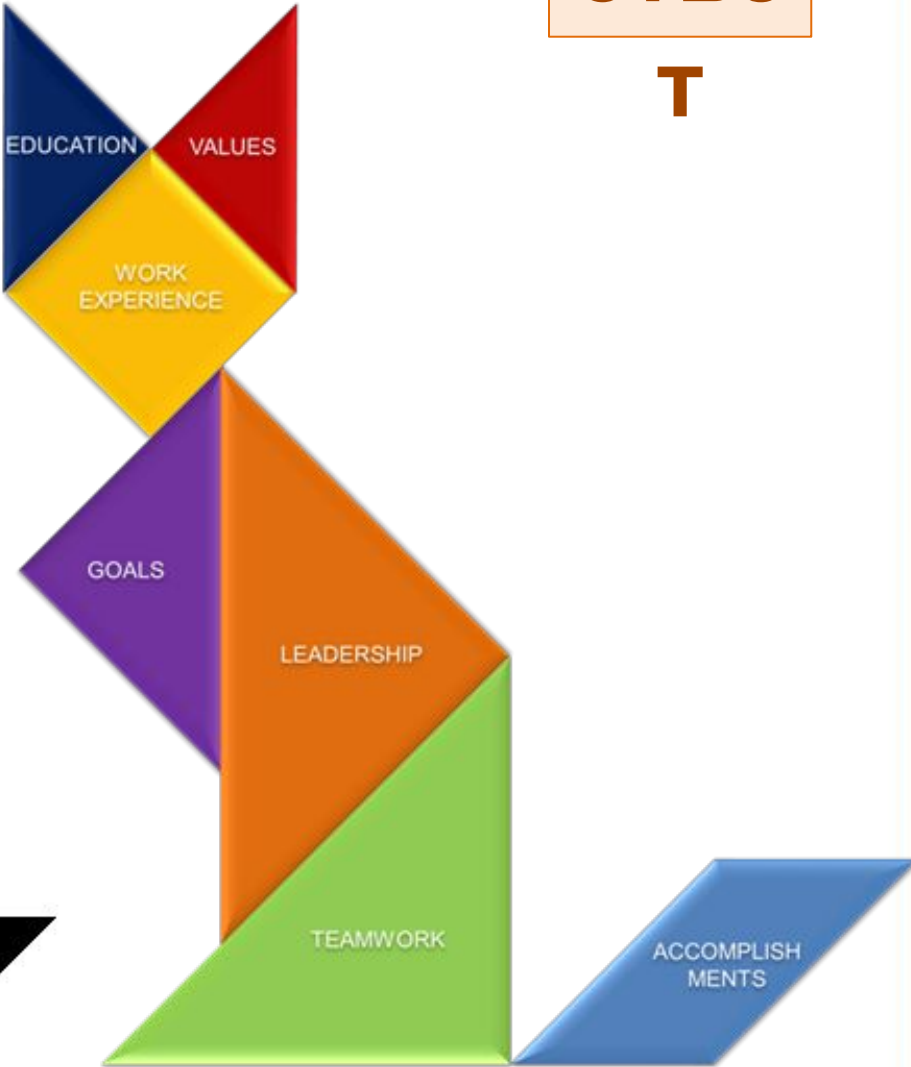 T
EDUCATION
VALUES
WORK
EXPERIENCE
GOALS
LEADERSHIP
TEAMWORK
ACCOMPLISH
MENTS